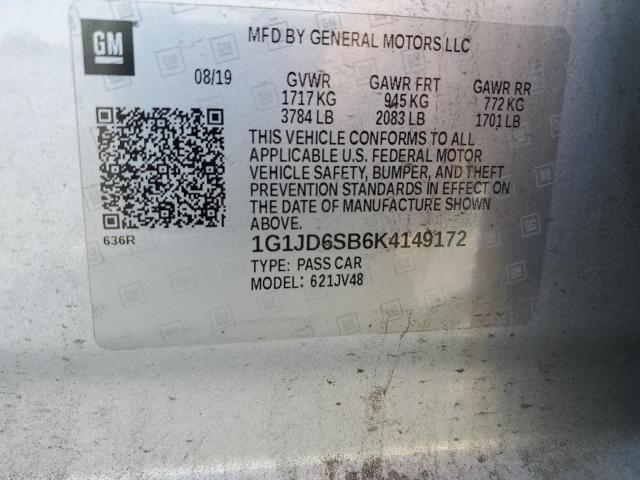 GM
MFD BY GENERAL MOTORS LLC
08/19 GVWR GAWR FRT GAWR RR
1717 KG 945 KG 772 KG
3784 LB 2083 LB 1701 LB
THIS VEHICLE CONFORMS TO ALL
APPLICABLE U.S. FEDERAL MOTOR
VEHICLE SAFETY, BUMPER, AND THEFT
PREVENTION STANDARDS IN EFFECT ON
THE DATE OF MANUFACTURE SHOWN
ABOVE.
636R
1G1JD6SB6K4149172
TYPE: PASS CAR
MODEL: 621JV48